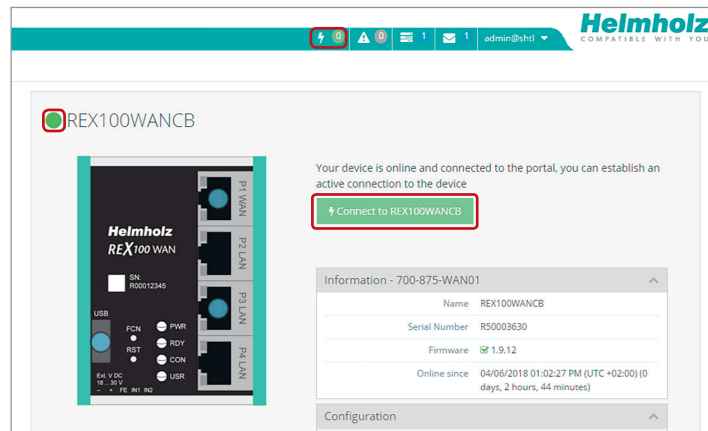 0 0 1 1 admin@shtl
Helmholz
COMPATIBLE WITH YOU
REX100WANCB
Your device is online and connected to the portal, you can establish an
active connection to the device
Connect to REX100WANCB
P1 WAN
P2 LAN
P3 LAN
P4 LAN
Helmholz
REX100 WAN
SN:
R00012345
USB
FCN
RST
PWR
RDY
CON
USR
Ext. V DC
18 ... 30 V
– + FE IN1 IN2
Information - 700-875-WAN01
Name REX100WANCB
Serial Number R50003630
Firmware 1.9.12
Online since 04/06/2018 01:02:27 PM (UTC +02:00) (0
days, 2 hours, 44 minutes)
Configuration